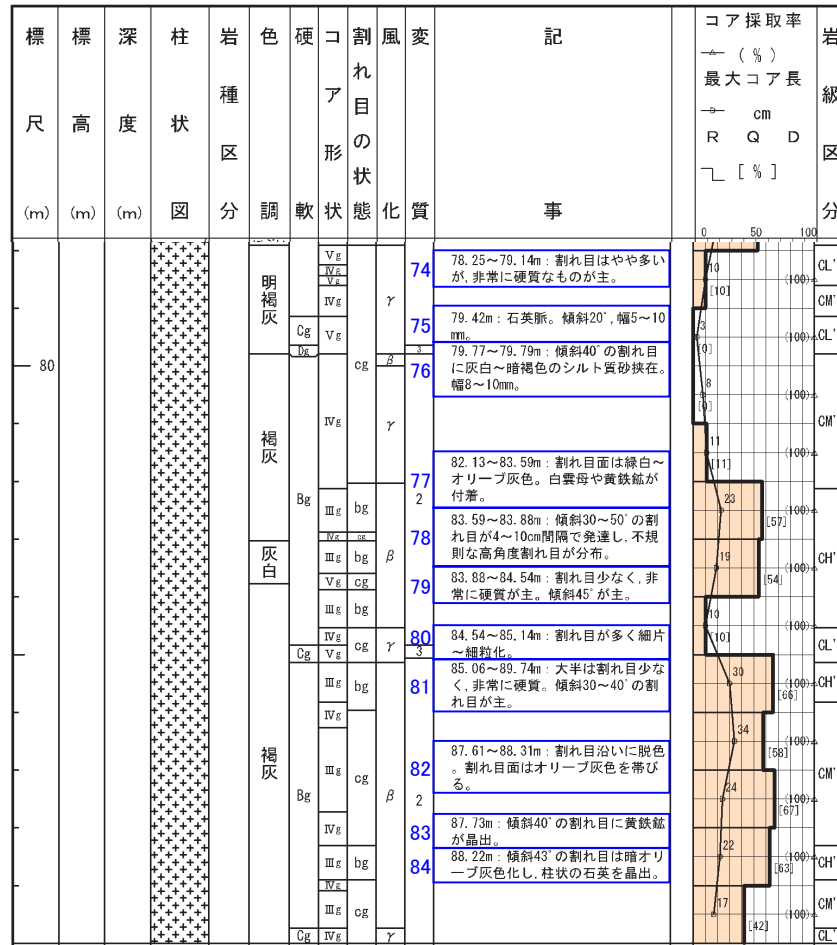 標尺(m)
標高(m)
深度(m)
柱状図
岩種区分
色調
硬軟
コア形状
割れ目の状態
風化
変質
記事
コア採取率
(%)
最大コア長
cm
R Q D
[%]
岩級区分
0 50 100
80
明褐灰
褐灰
灰白
褐灰
Cg
Dg
Bg
Cg
Bg
Cg
Ⅴg
Ⅳg
Ⅴg
Ⅳg
Ⅴg
Ⅳg
Ⅲg
Ⅳg
Ⅲg
Ⅴg
Ⅲg
Ⅳg
Ⅴg
Ⅲg
Ⅳg
Ⅲg
Ⅳg
Ⅲg
Ⅳg
Ⅲg
Ⅳg
cg
bg
cg
bg
cg
bg
cg
bg
cg
bg
cg
γ
β
γ
β
γ
β
γ
3
2
3
2
74
78.25~79.14m:割れ目はやや多い
が,非常に硬質なものが主。
75
79.42m:石英脈。傾斜20°,幅5~10
mm。
76
79.77~79.79m:傾斜40°の割れ目
に灰白~暗褐色のシルト質砂挟在。
幅8~10mm。
77
82.13~83.59m:割れ目面は緑白~
オリーブ灰色。白雲母や黄鉄鉱が
付着。
78
83.59~83.88m:傾斜30~50°の割
れ目が4~10cm間隔で発達し,不規
則な高角度割れ目が分布。
79
83.88~84.54m:割れ目少なく,非
常に硬質が主。傾斜45°が主。
80
84.54~85.14m:割れ目が多く細片
~細粒化。
81
85.06~89.74m:大半は割れ目少な
く,非常に硬質。傾斜30~40°の割
れ目が主。
82
87.61~88.31m:割れ目沿いに脱色
。割れ目面はオリーブ灰色を帯び
る。
83
87.73m:傾斜40°の割れ目に黄鉄鉱
が晶出。
84
88.22m:傾斜43°の割れ目は暗オリ
ーブ灰色化し,柱状の石英を晶出。
10 (100)
[10]
3 (100)
[0]
8 (100)
[0]
11 (100)
[11]
23 (100)
[57]
19 (100)
[54]
10 (100)
[10]
30 (100)
[66]
34 (100)
[58]
24 (100)
[67]
22 (100)
[63]
17 (100)
[42]
CL'
CM'
CL'
CM'
CH'
CL'
CH'
CM'
CH'
CM'
CL'